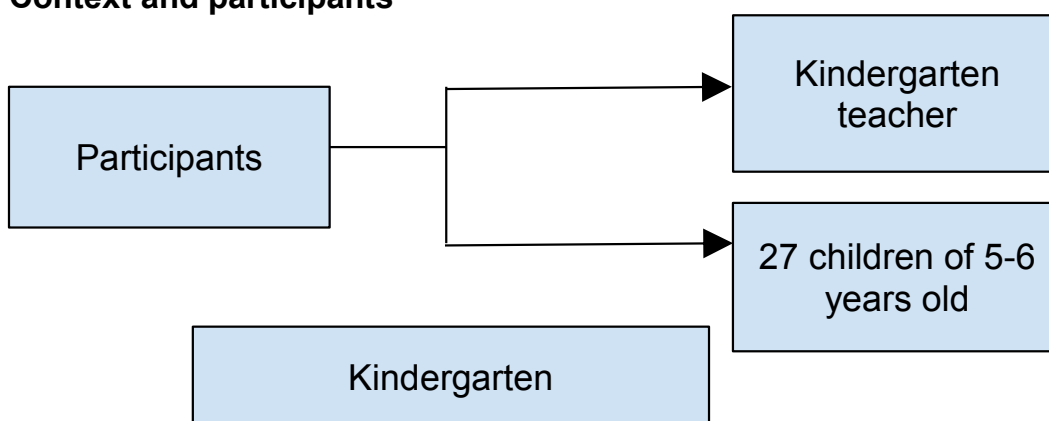 Context and participants
Kindergarten
teacher
Participants
27 children of 5-6
years old
Kindergarten